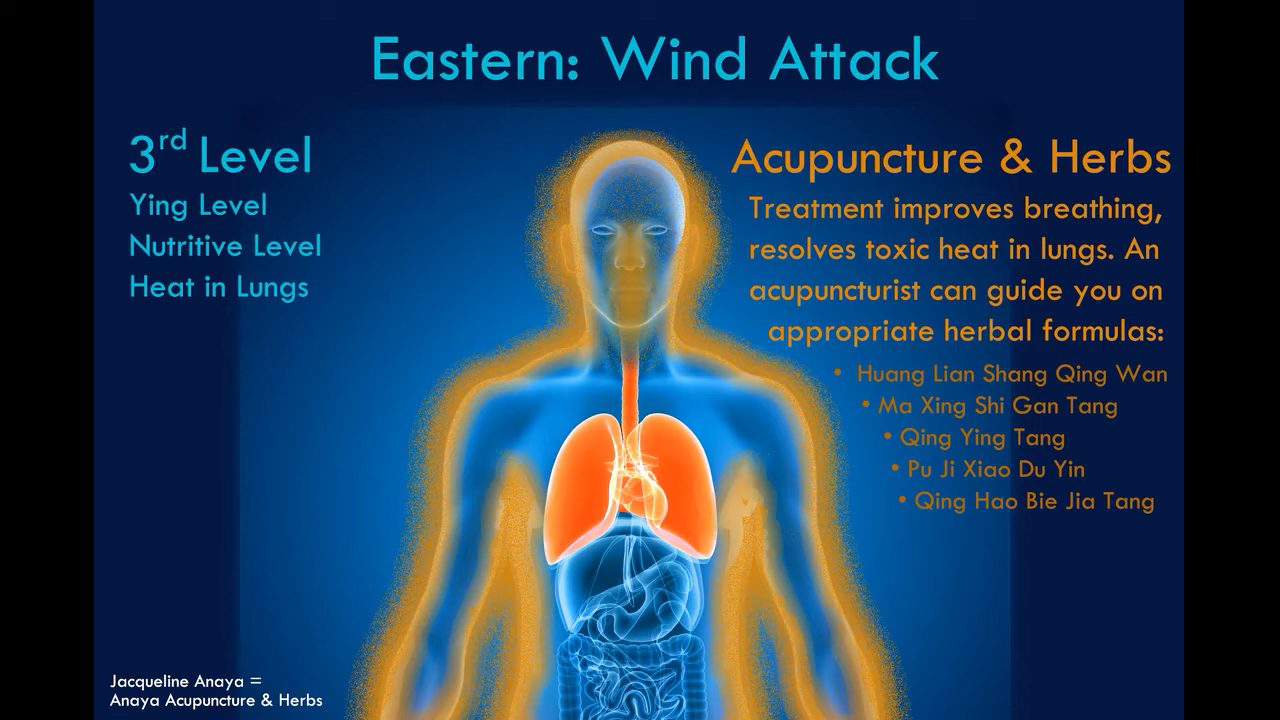 Eastern: Wind Attack
3rd Level
Ying Level
Nutritive Level
Heat in Lungs
Acupuncture & Herbs
Treatment improves breathing,
resolves toxic heat in lungs. An
acupuncturist can guide you on
appropriate herbal formulas:
• Huang Lian Shang Qing Wan
• Ma Xing Shi Gan Tang
• Qing Ying Tang
• Pu Ji Xiao Du Yin
• Qing Hao Bie Jia Tang
Jacqueline Anaya =
Anaya Acupuncture & Herbs